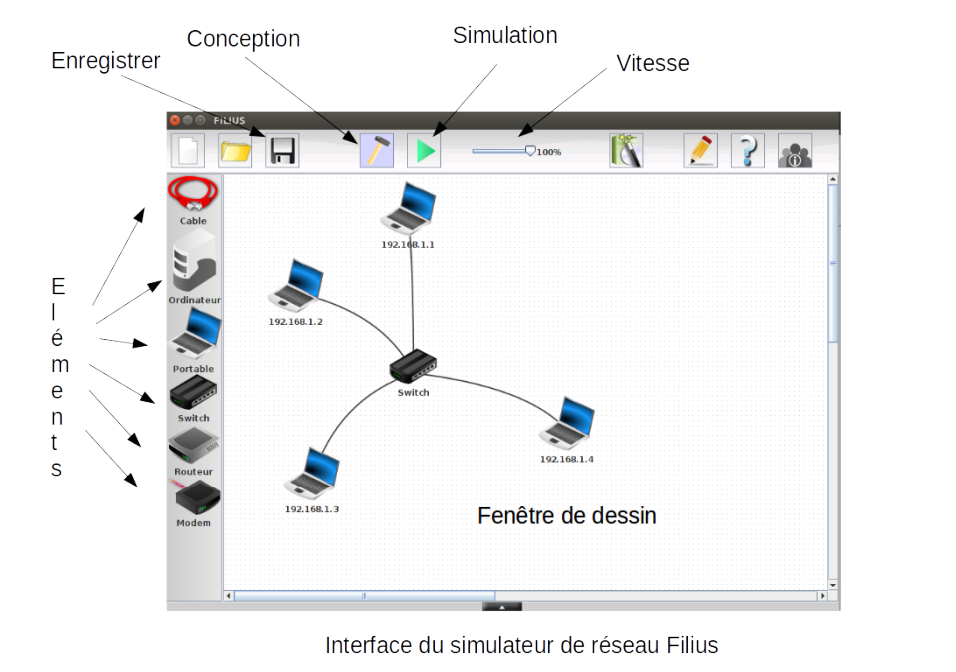 Enregistrer
Conception
Simulation
Vitesse
FILIUS
100%
Cable
Ordinateur
Portable
Switch
Routeur
Modem
Eléments
192.168.1.1
192.168.1.2
Switch
192.168.1.4
192.168.1.3
Fenêtre de dessin
Interface du simulateur de réseau Filius